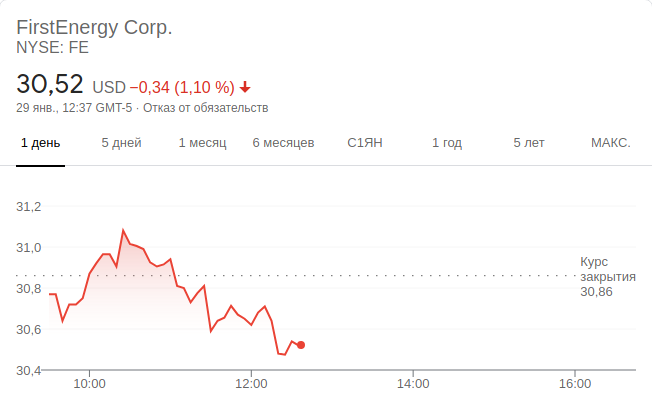 FirstEnergy Corp.
NYSE: FE
30,52 USD −0,34 (1,10 %)
29 янв., 12:37 GMT-5 · Отказ от обязательств
1 день 5 дней 1 месяц 6 месяцев С1ЯН 1 год 5 лет МАКС.
31,2
31,0
Курс
закрытия
30,86
30,8
30,6
30,4
10:00 12:00 14:00 16:00